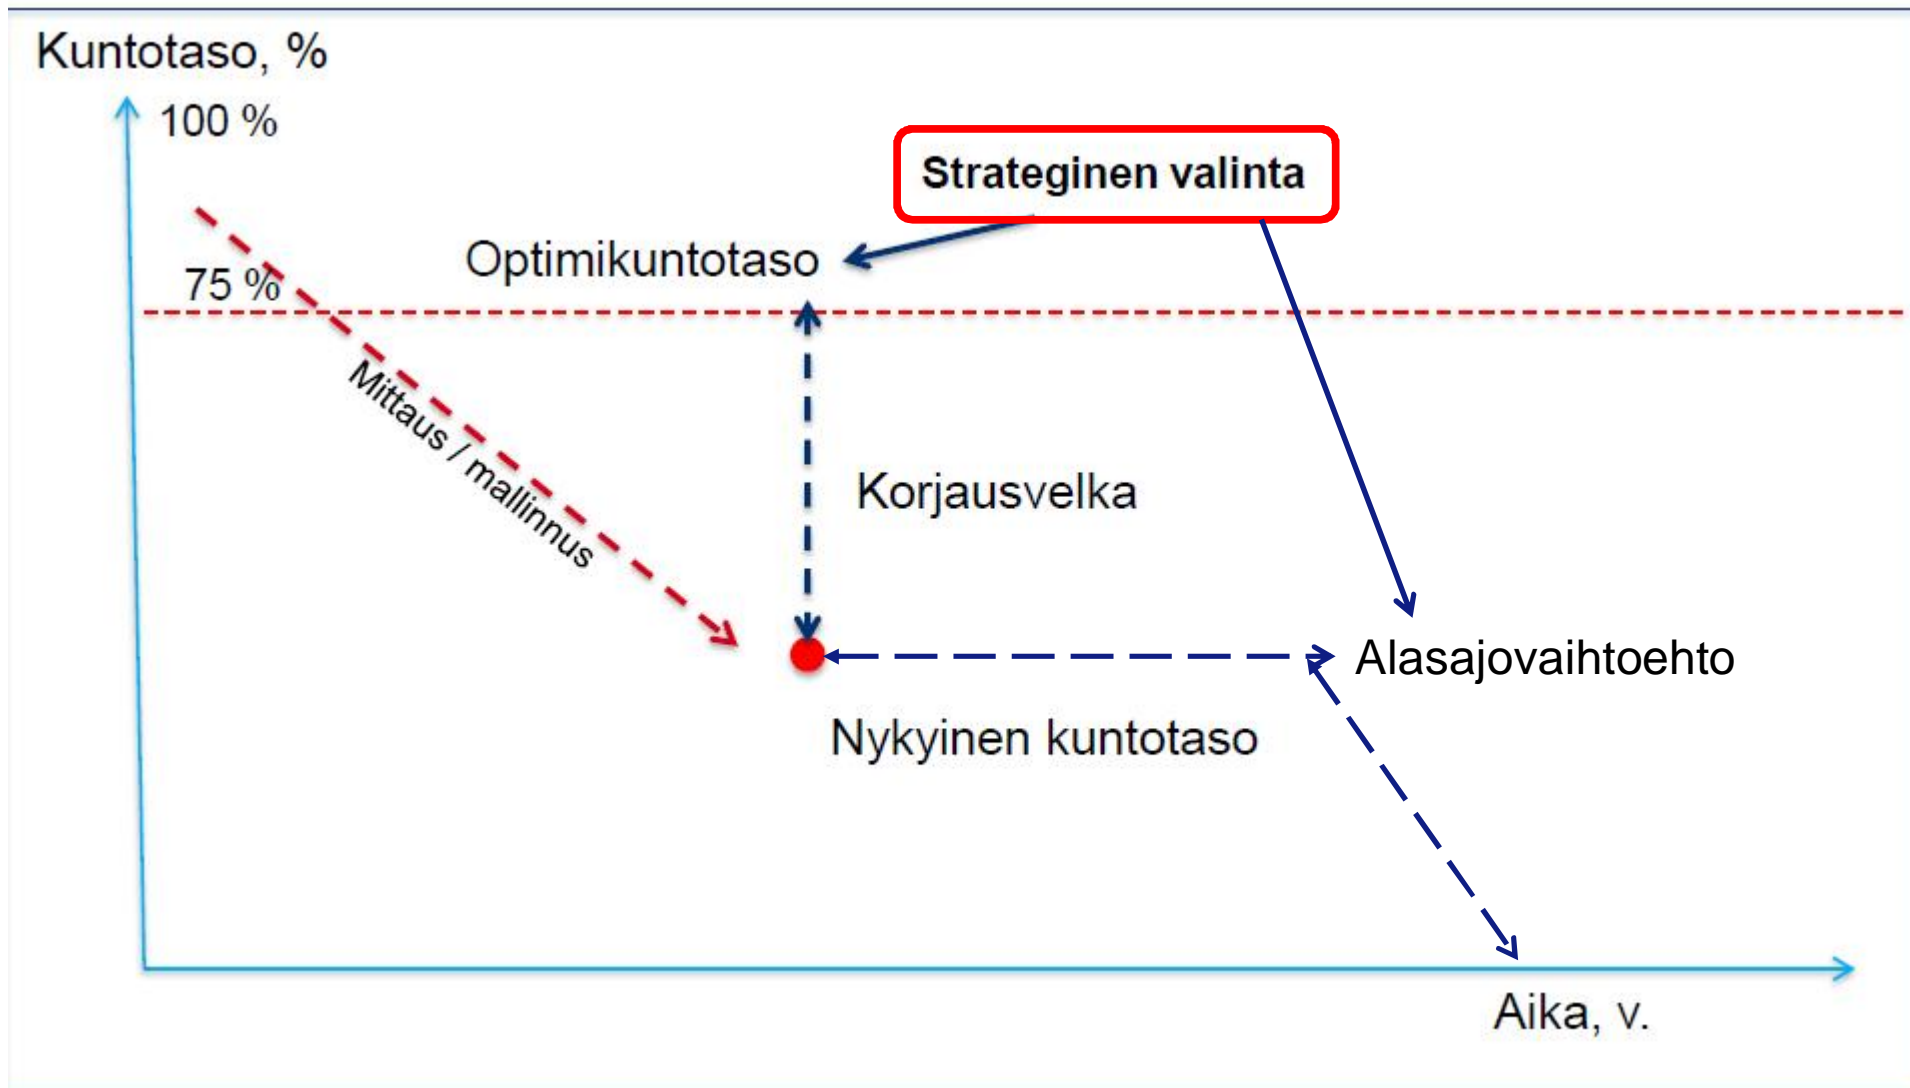 Kuntotaso, %
100 %
Strateginen valinta
Optimikuntotaso
75 %
Mittaus / mallinnus
Korjausvelka
Alasajovaihtoehto
Nykyinen kuntotaso
Aika, v.